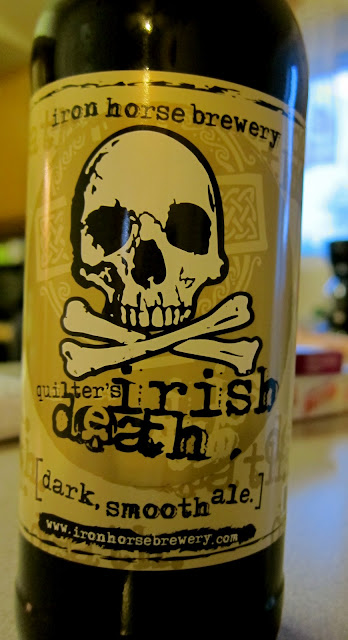 iron horse brewery
quilter's irish
death.
[dark, smooth ale.]
www.ironhorsebrewery.com